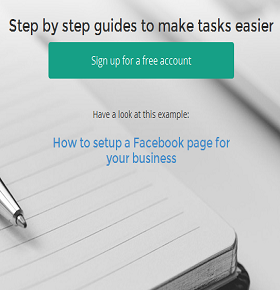 Step by step guides to make tasks easier
Sign up for a free account
Have a look at this example:
How to setup a Facebook page for
your business